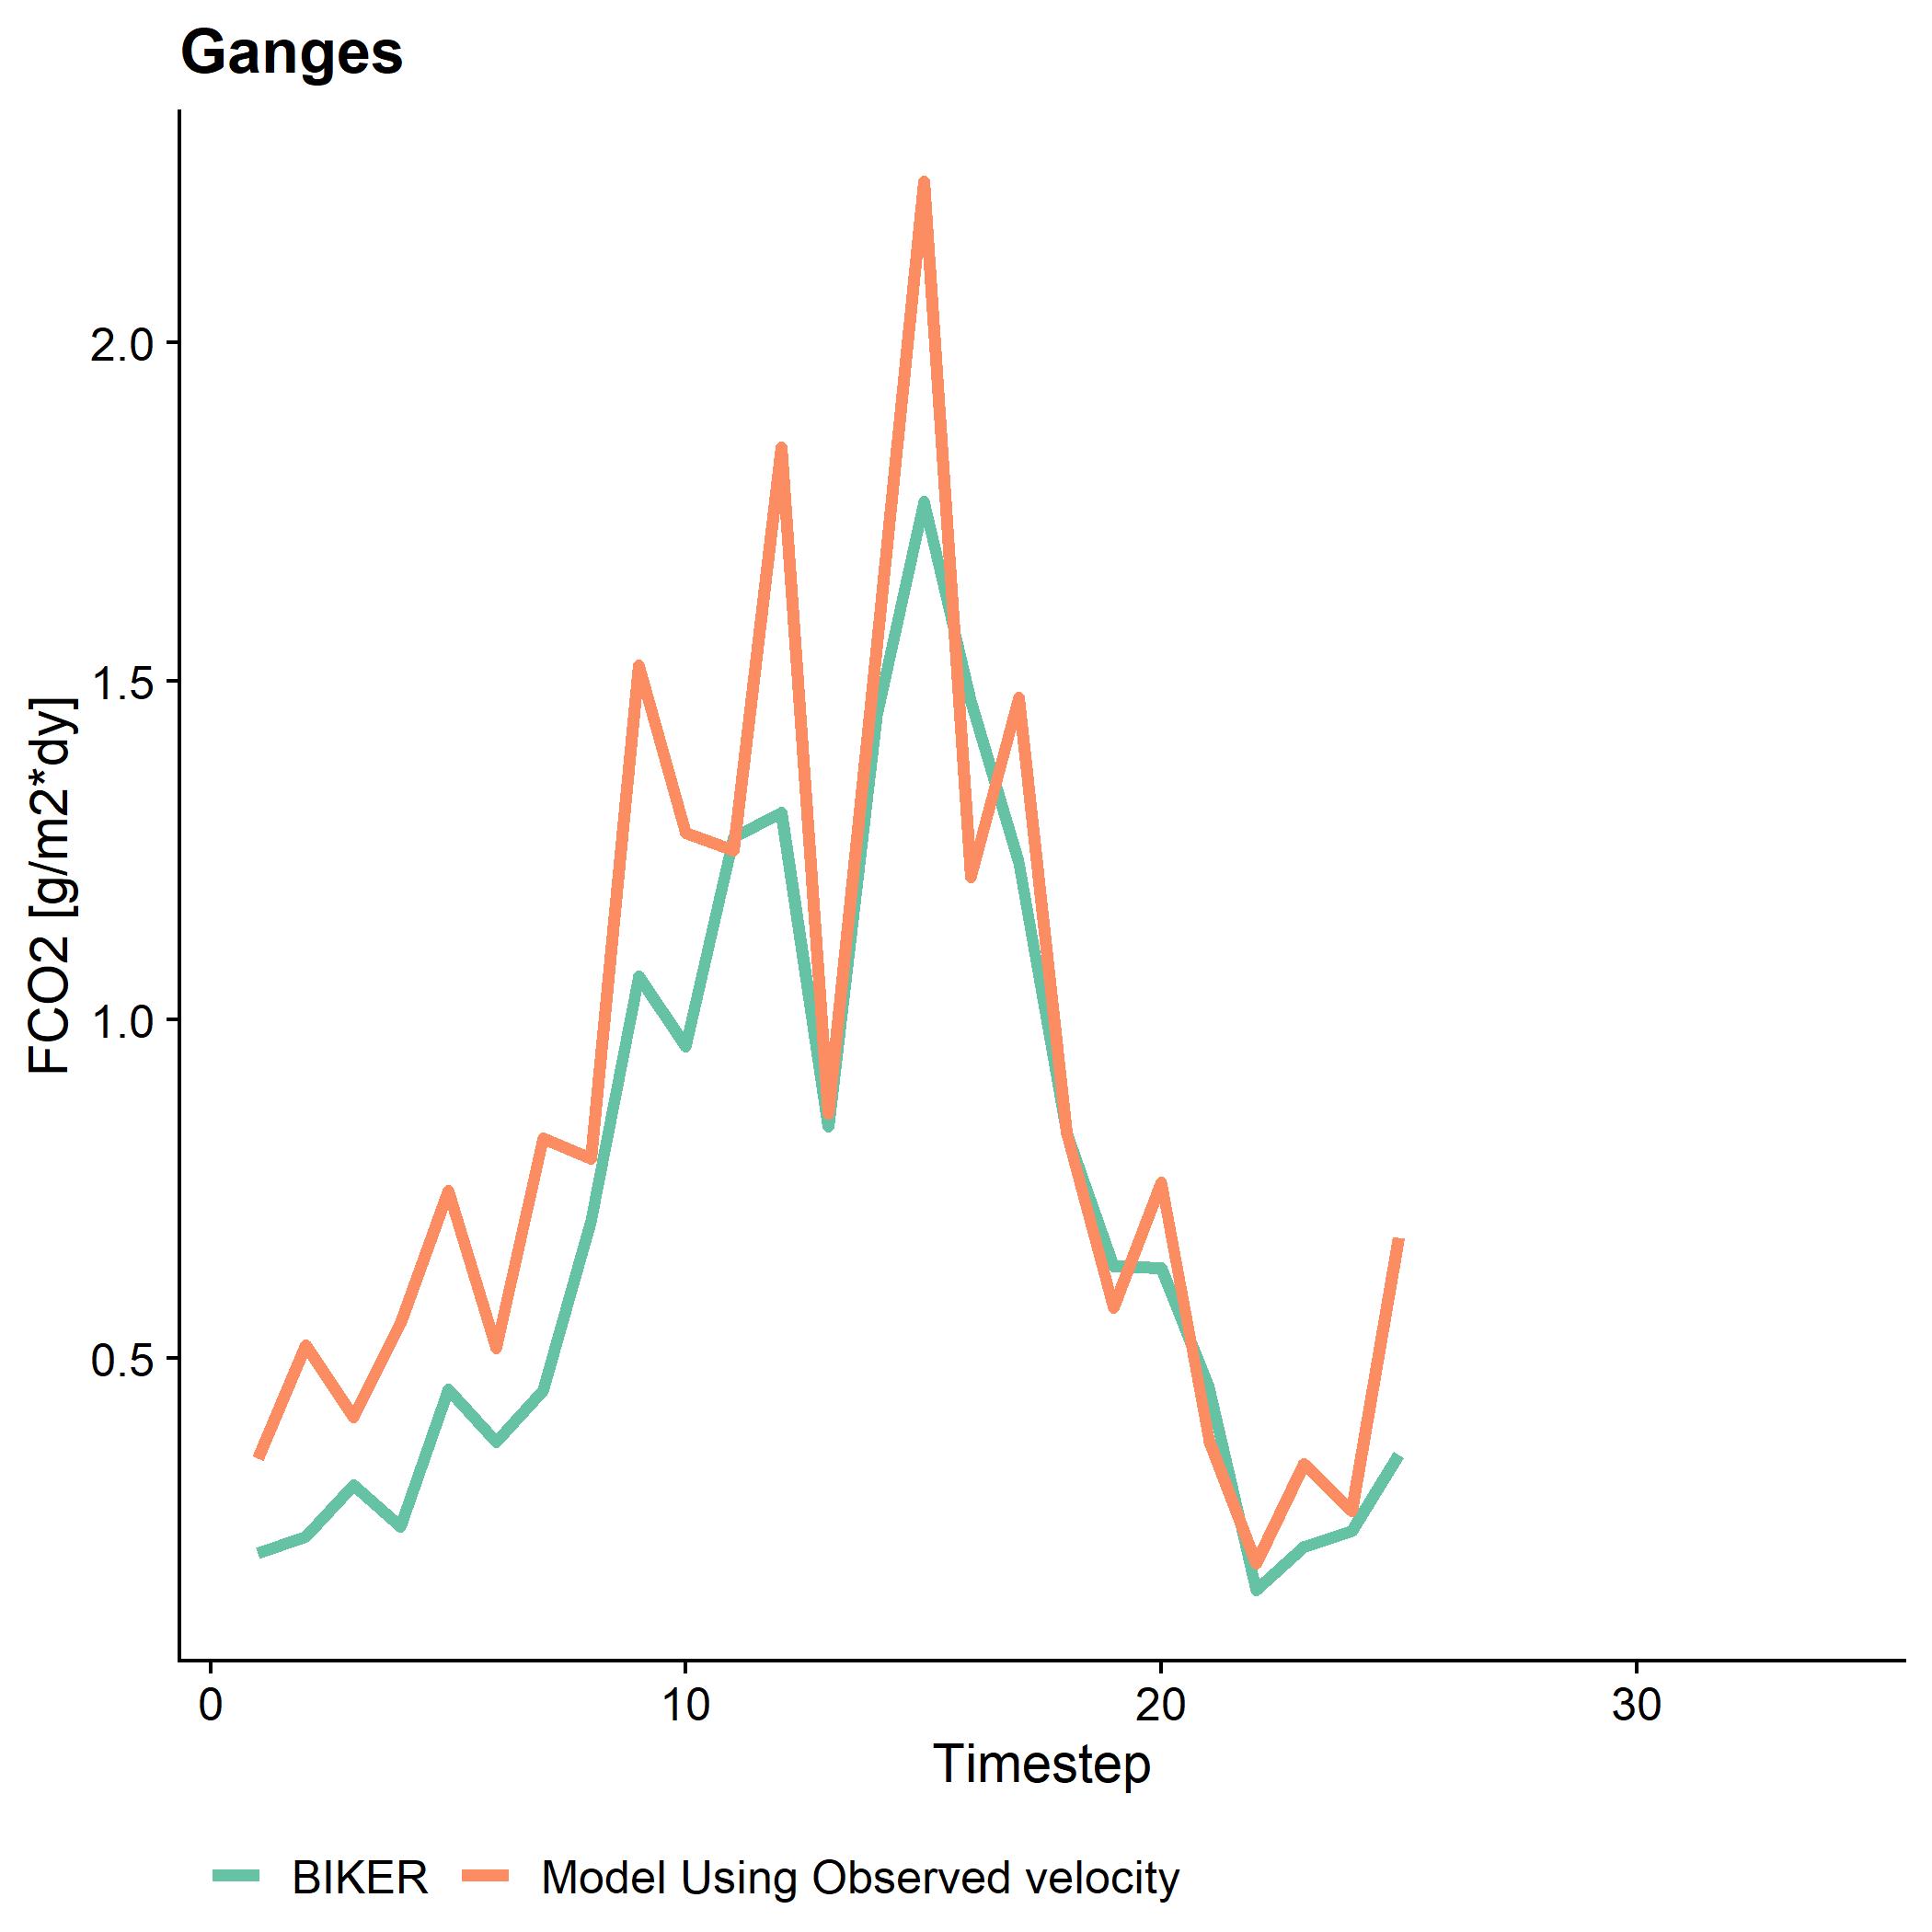 Ganges
FCO2 [g/m2*dy]
2.0
1.5
1.0
0.5
0 10 20 30
Timestep
BIKER Model Using Observed velocity